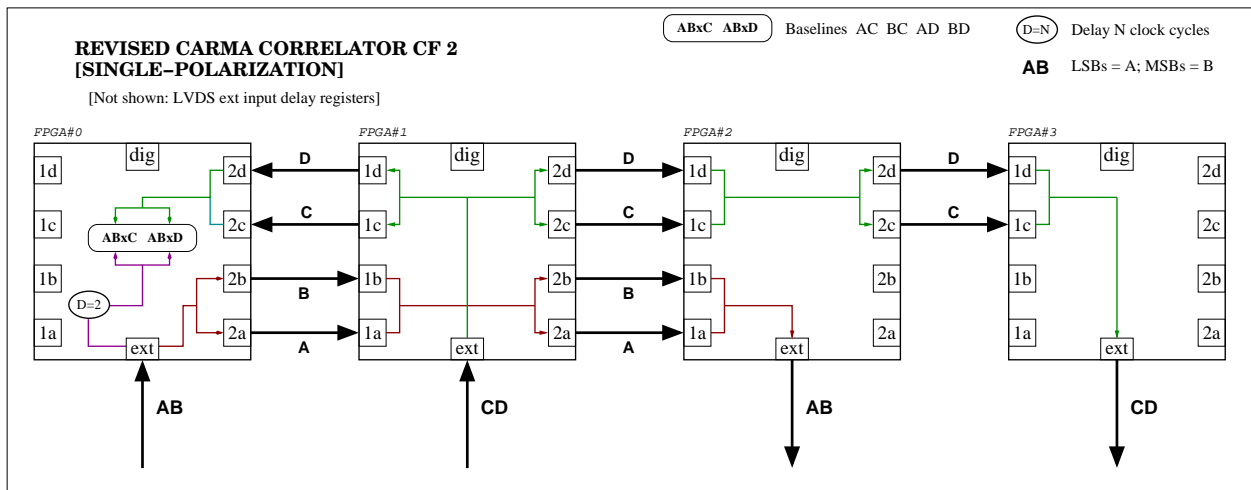 REVISED CARMA CORRELATOR CF 2
[SINGLE−POLARIZATION]
[Not shown: LVDS ext input delay registers]
ABxC ABxD Baselines AC BC AD BD
D=N Delay N clock cycles
AB LSBs = A; MSBs = B
FPGA#0
dig
1d
1c
1b
1a
2d
2c
2b
2a
ABxC ABxD
D=2
ext
AB
D
C
B
A
FPGA#1
dig
1d
1c
1b
1a
2d
2c
2b
2a
ext
CD
D
C
B
A
FPGA#2
dig
1d
1c
1b
1a
2d
2c
2b
2a
ext
AB
D
C
FPGA#3
dig
1d
1c
1b
1a
2d
2c
2b
2a
ext
CD